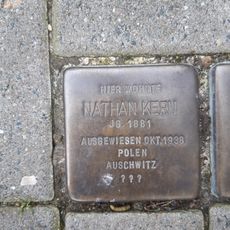 HIER WOHNTE
NATHAN KERN
JG. 1881
AUSGEWIESEN OKT. 1938
POLEN
AUSCHWITZ
? ? ?